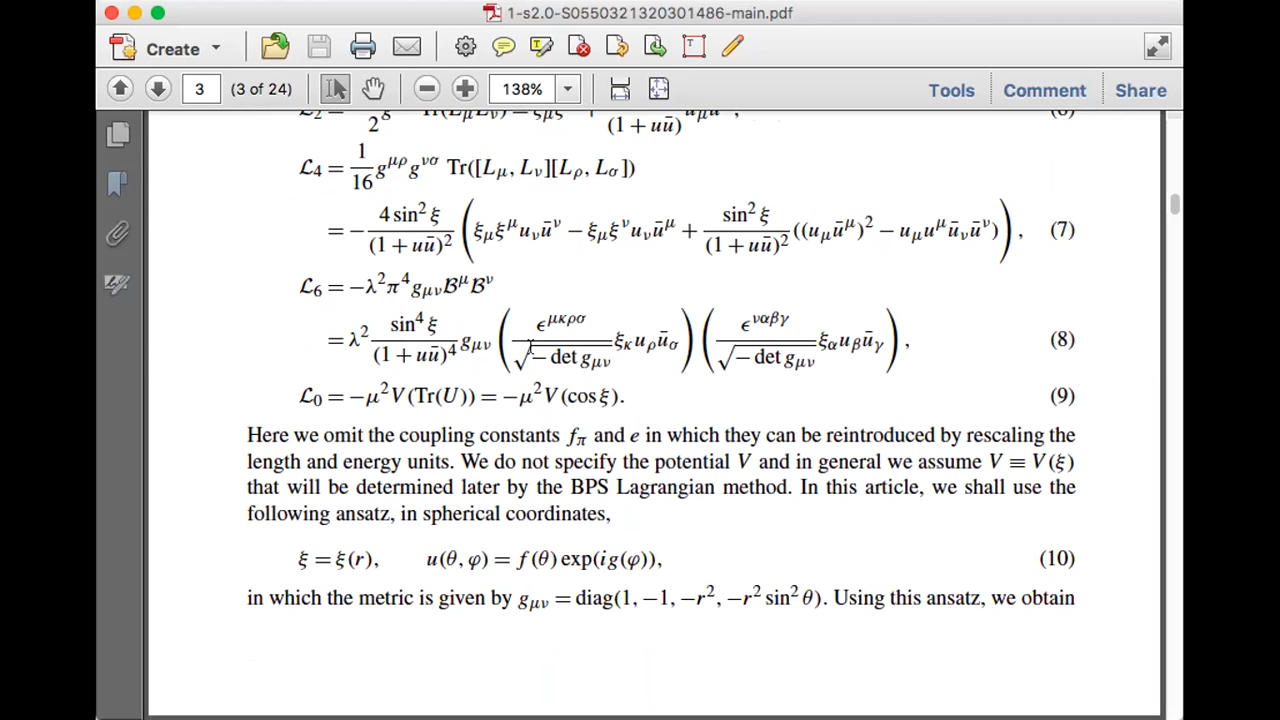 1-s2.0-S0550321320301486-main.pdf
Create
3 (3 of 24) 138% Tools Comment Share
(1 + uū)
ℒ₄ = 1/16 g^{μρ} g^{νσ} Tr([L_μ, L_ν][L_ρ, L_σ])
= − 4 sin² ξ/(1 + uū)² ( ξ_μ ξ^μ u_ν ū^ν − ξ_μ ξ^ν u_ν ū^μ + sin² ξ/(1 + uū)² ((u_μ ū^μ)² − u_μ u^μ ū_ν ū^ν) ) , (7)
ℒ₆ = −λ² π⁴ g_{μν} ℬ^μ ℬ^ν
= λ² sin⁴ ξ/(1 + uū)⁴ g_{μν} ( ϵ^{μκρσ}/√(− det g_{μν}) ξ_κ u_ρ ū_σ ) ( ϵ^{ναβγ}/√(− det g_{μν}) ξ_α u_β ū_γ ) , (8)
ℒ₀ = −μ² V(Tr(U)) = −μ² V(cos ξ). (9)
Here we omit the coupling constants f_π and e in which they can be reintroduced by rescaling the
length and energy units. We do not specify the potential V and in general we assume V ≡ V(ξ)
that will be determined later by the BPS Lagrangian method. In this article, we shall use the
following ansatz, in spherical coordinates,
ξ = ξ(r), u(θ, φ) = f(θ) exp(ig(φ)), (10)
in which the metric is given by g_{μν} = diag(1, −1, −r², −r² sin² θ). Using this ansatz, we obtain